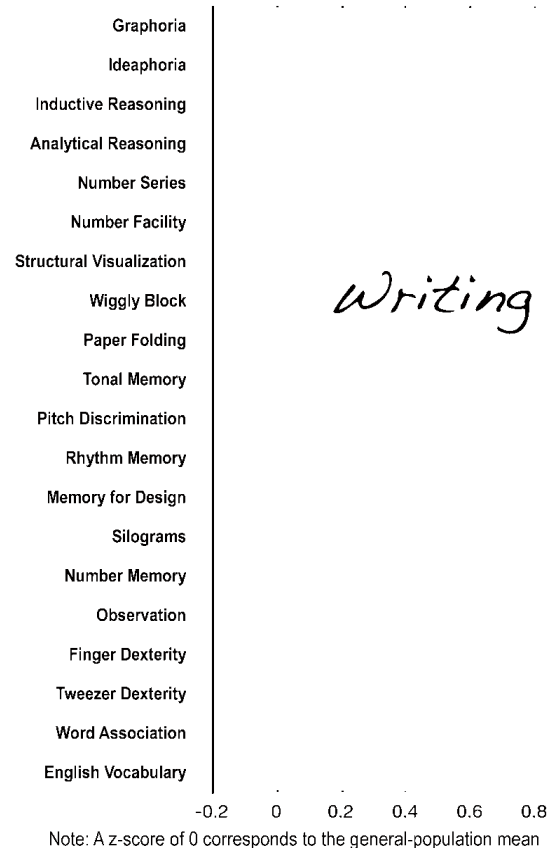 Graphoria
Ideaphoria
Inductive Reasoning
Analytical Reasoning
Number Series
Number Facility
Structural Visualization
Wiggly Block
Writing
Paper Folding
Tonal Memory
Pitch Discrimination
Rhythm Memory
Memory for Design
Silograms
Number Memory
Observation
Finger Dexterity
Tweezer Dexterity
Word Association
English Vocabulary
-0.2 0 0.2 0.4 0.6 0.8
Note: A z-score of 0 corresponds to the general-population mean